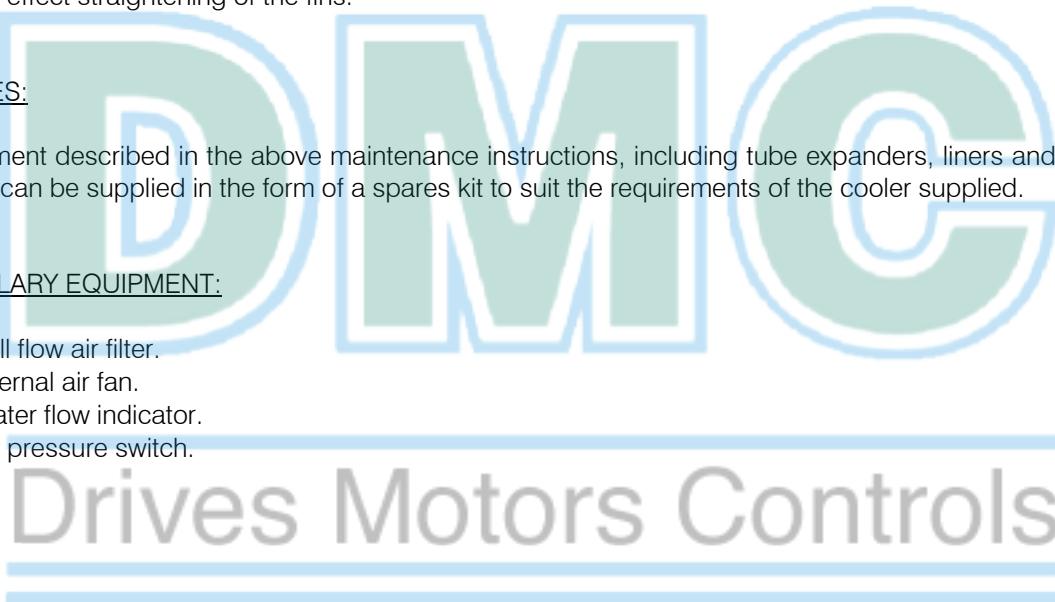 effect straightening of the fins.
ES:
ment described in the above maintenance instructions, including tube expanders, liners and
can be supplied in the form of a spares kit to suit the requirements of the cooler supplied.
LARY EQUIPMENT:
ll flow air filter.
ernal air fan.
ater flow indicator.
pressure switch.
DMC
Drives Motors Controls